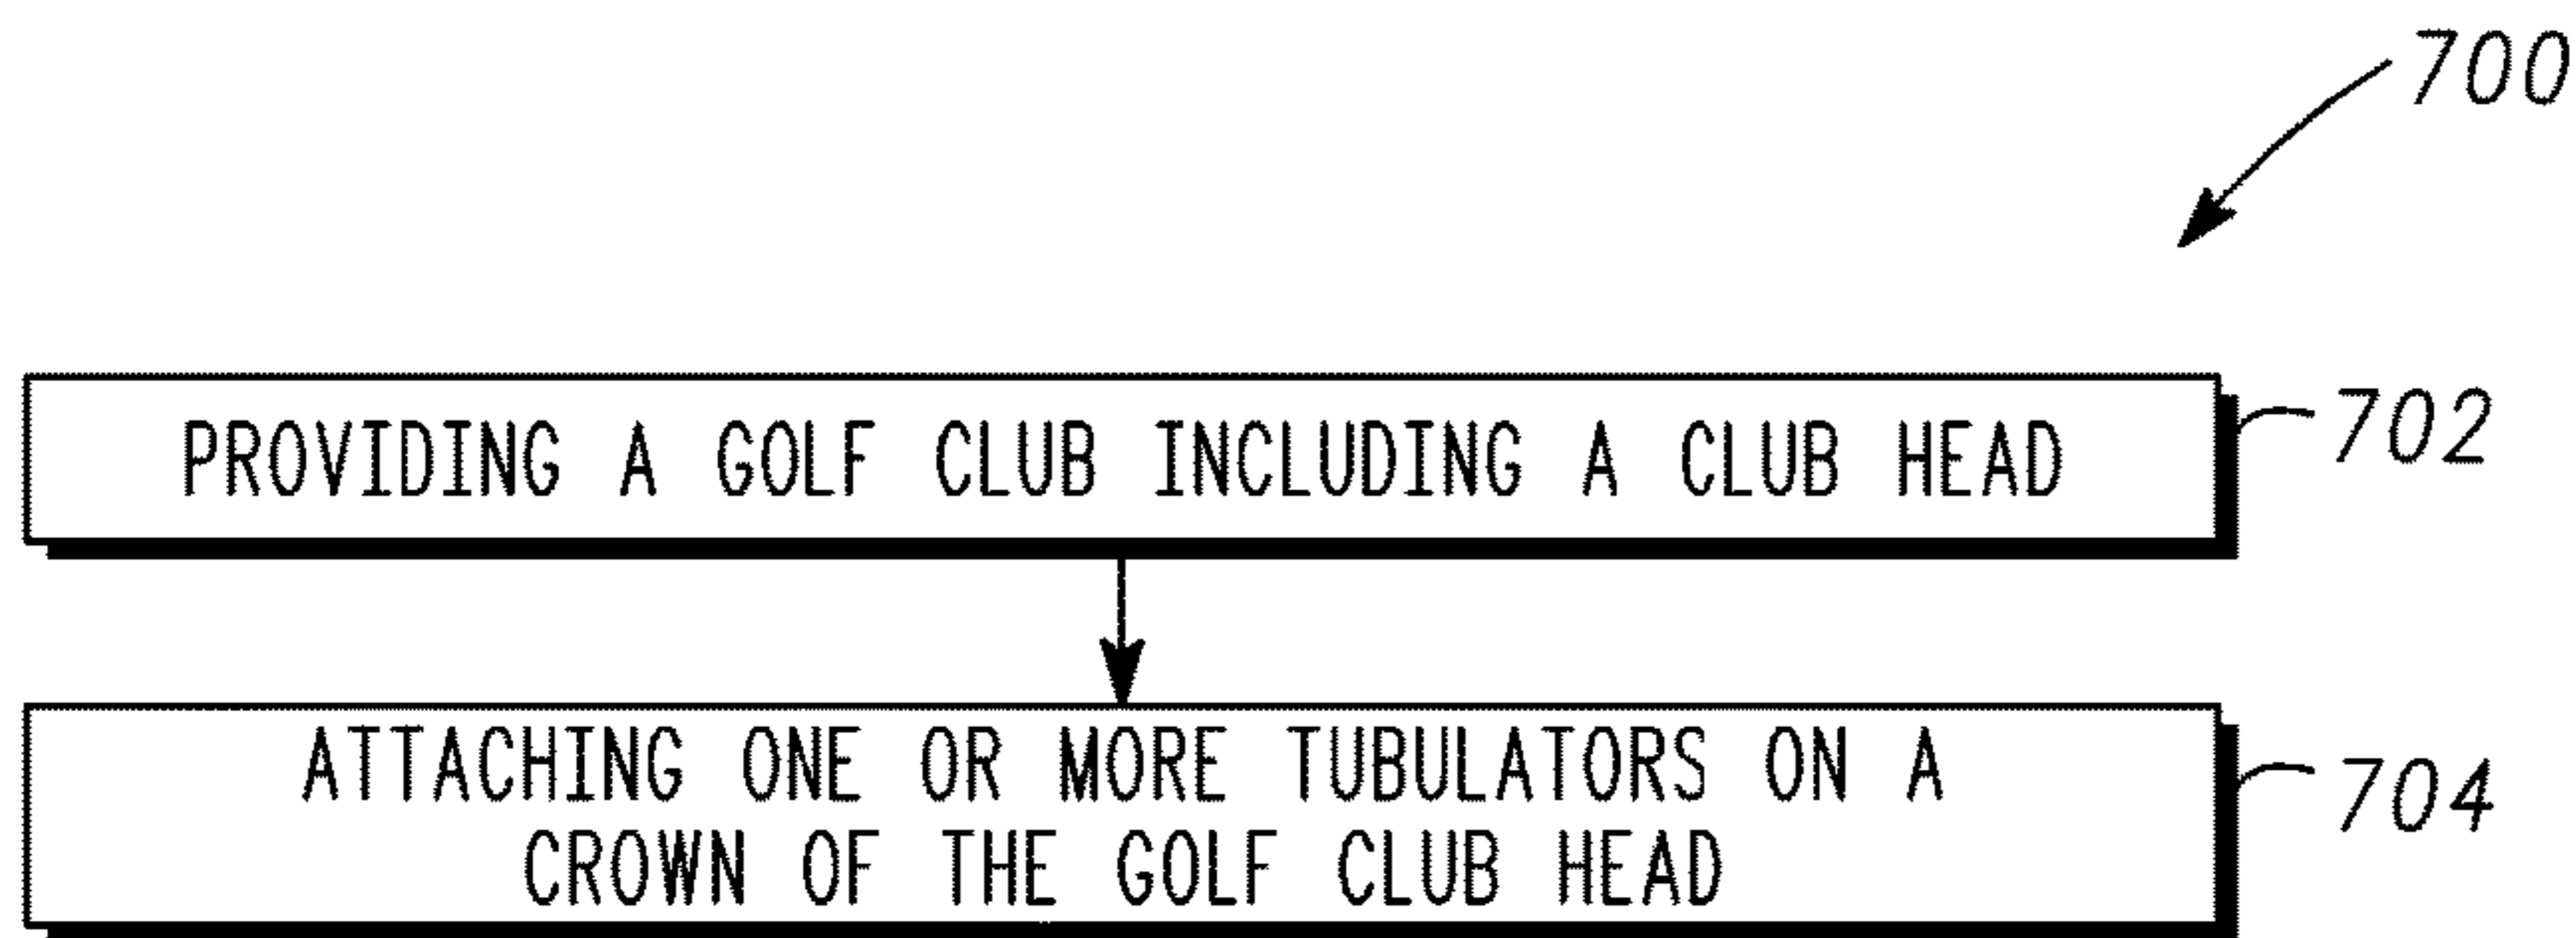 700
PROVIDING A GOLF CLUB INCLUDING A CLUB HEAD
702
ATTACHING ONE OR MORE TUBULATORS ON A
CROWN OF THE GOLF CLUB HEAD
704